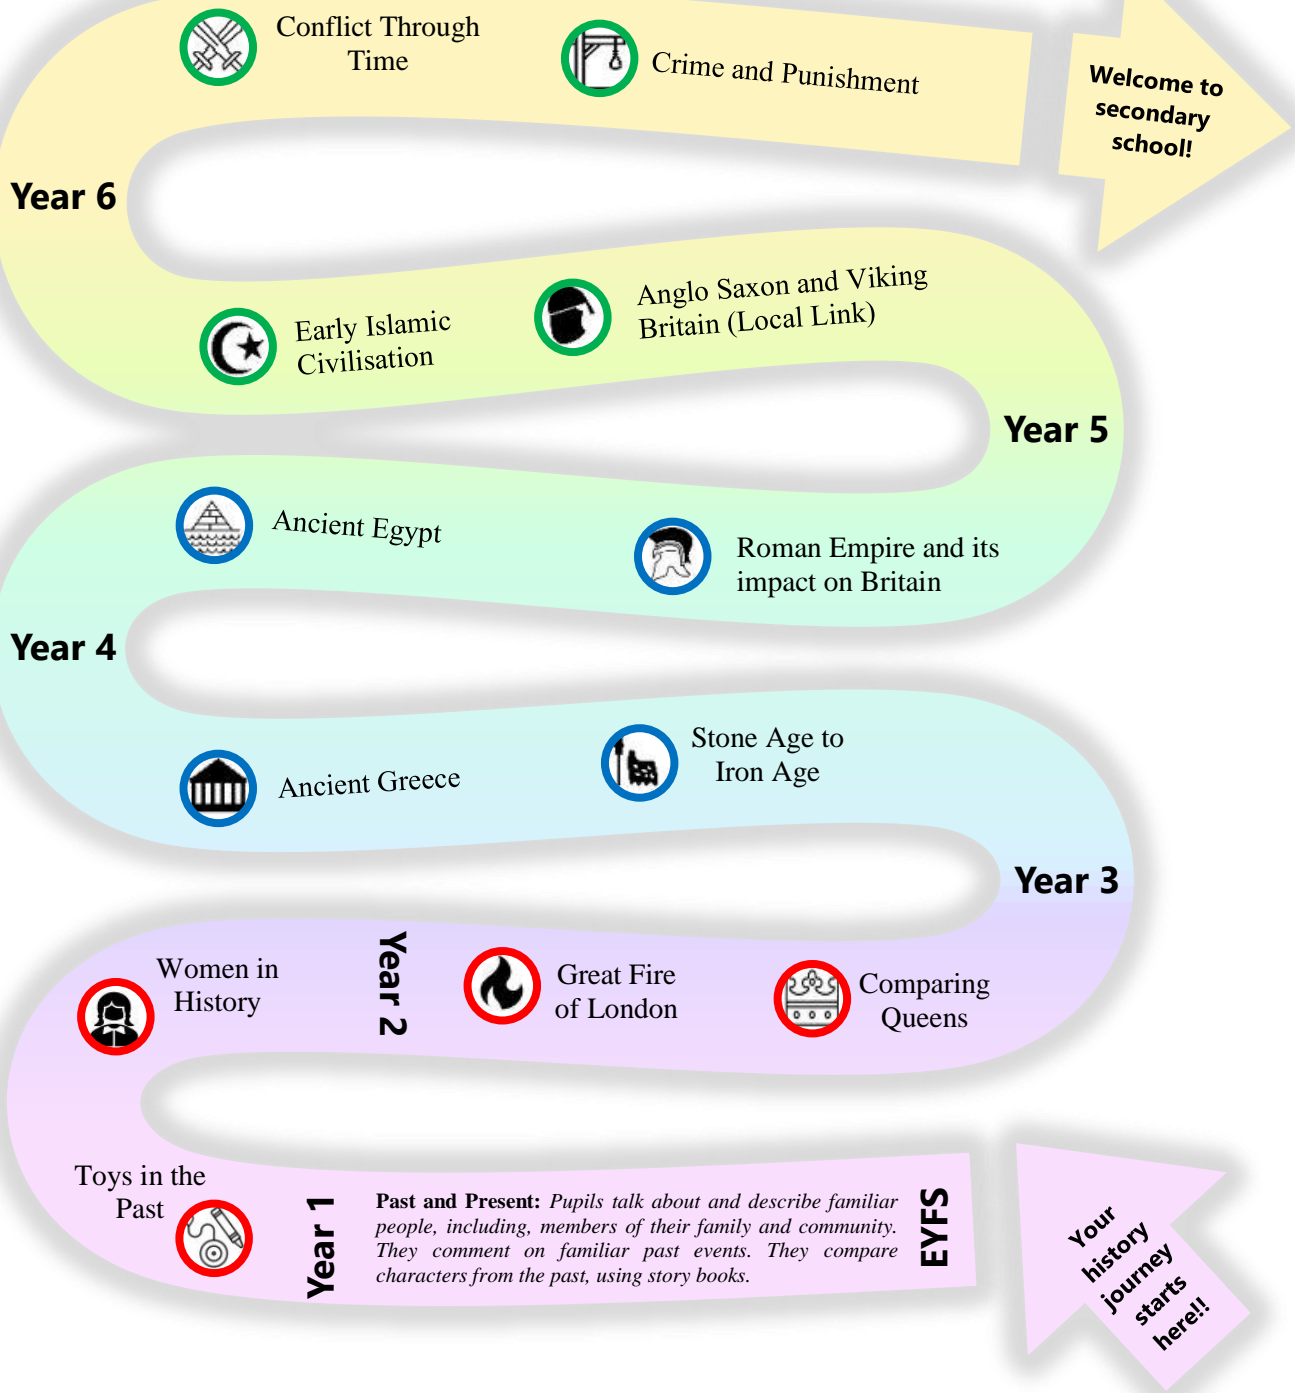 Conflict Through
Time
Crime and Punishment
Welcome to
secondary
school!
Year 6
Early Islamic
Civilisation
Anglo Saxon and Viking
Britain (Local Link)
Year 5
Ancient Egypt
Roman Empire and its
impact on Britain
Year 4
Ancient Greece
Stone Age to
Iron Age
Year 3
Women in
History
Year 2
Great Fire
of London
Comparing
Queens
Toys in the
Past
Year 1
Past and Present: Pupils talk about and describe familiar
people, including, members of their family and community.
They comment on familiar past events. They compare
characters from the past, using story books.
EYFS
Your
history
journey
starts
here!!